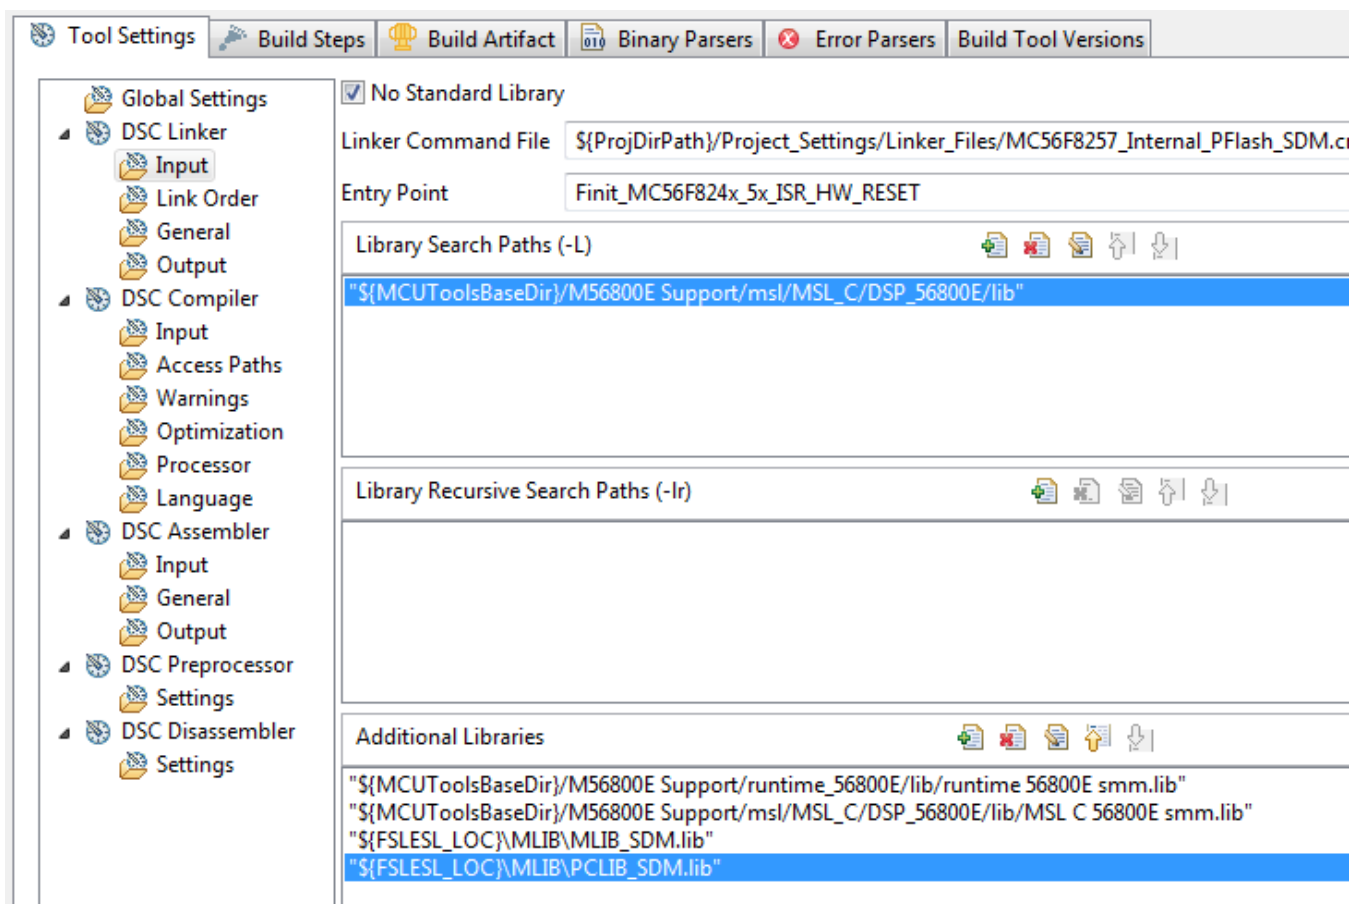 Tool Settings Build Steps Build Artifact Binary Parsers Error Parsers Build Tool Versions
Global Settings
DSC Linker
Input
Link Order
General
Output
DSC Compiler
Input
Access Paths
Warnings
Optimization
Processor
Language
DSC Assembler
Input
General
Output
DSC Preprocessor
Settings
DSC Disassembler
Settings
No Standard Library
Linker Command File ${ProjDirPath}/Project_Settings/Linker_Files/MC56F8257_Internal_PFlash_SDM.c
Entry Point Finit_MC56F824x_5x_ISR_HW_RESET
Library Search Paths (-L)
"${MCUToolsBaseDir}/M56800E Support/msl/MSL_C/DSP_56800E/lib"
Library Recursive Search Paths (-lr)
Additional Libraries
"${MCUToolsBaseDir}/M56800E Support/runtime_56800E/lib/runtime 56800E smm.lib"
"${MCUToolsBaseDir}/M56800E Support/msl/MSL_C/DSP_56800E/lib/MSL C 56800E smm.lib"
"${FSLESL_LOC}\MLIB\MLIB_SDM.lib"
"${FSLESL_LOC}\MLIB\PCLIB_SDM.lib"